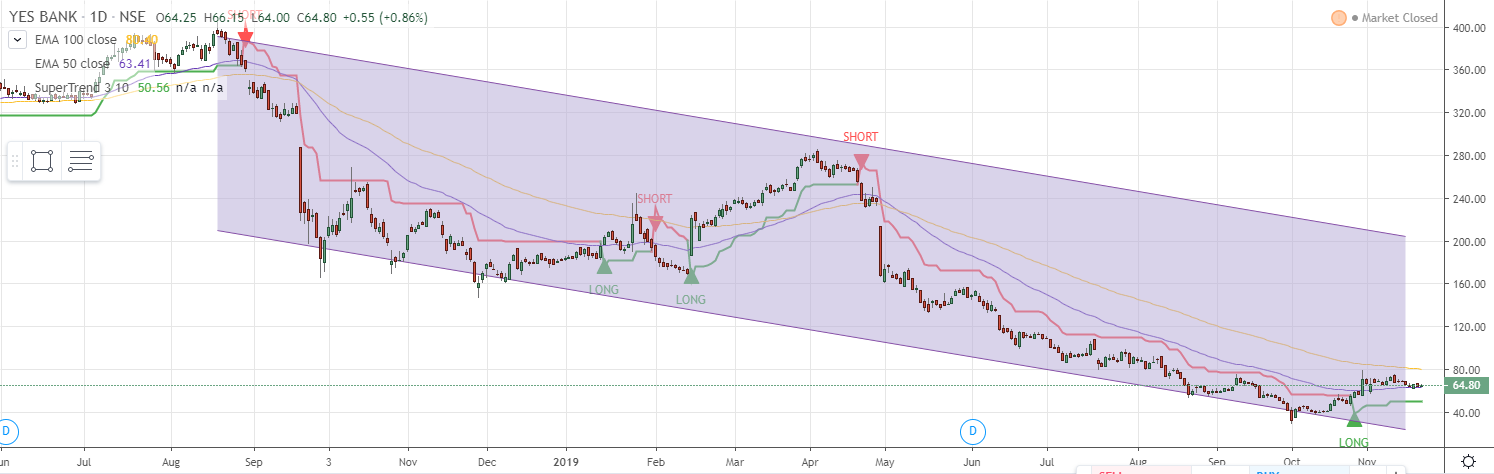 YES BANK · 1D · NSE O64.25 H66.15 L64.00 C64.80 +0.55 (+0.86%)
Market Closed
SHORT
EMA 100 close 80.40
EMA 50 close 63.41
SuperTrend 3 10 50.56 n/a n/a
400.00
360.00
320.00
280.00
240.00
200.00
160.00
120.00
80.00
64.80
40.00
SHORT
SHORT
LONG
LONG
LONG
D
D
Jul Aug Sep 3 Nov Dec 2019 Feb Mar Apr May Jun Jul Aug Sep Oct Nov